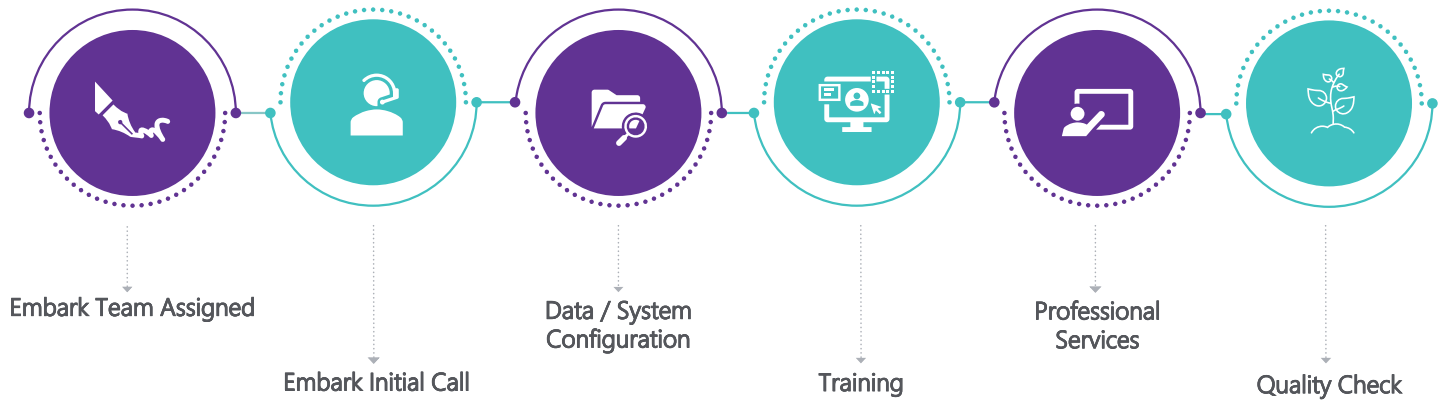 Embark Team Assigned
Embark Initial Call
Data / System
Configuration
Training
Professional
Services
Quality Check